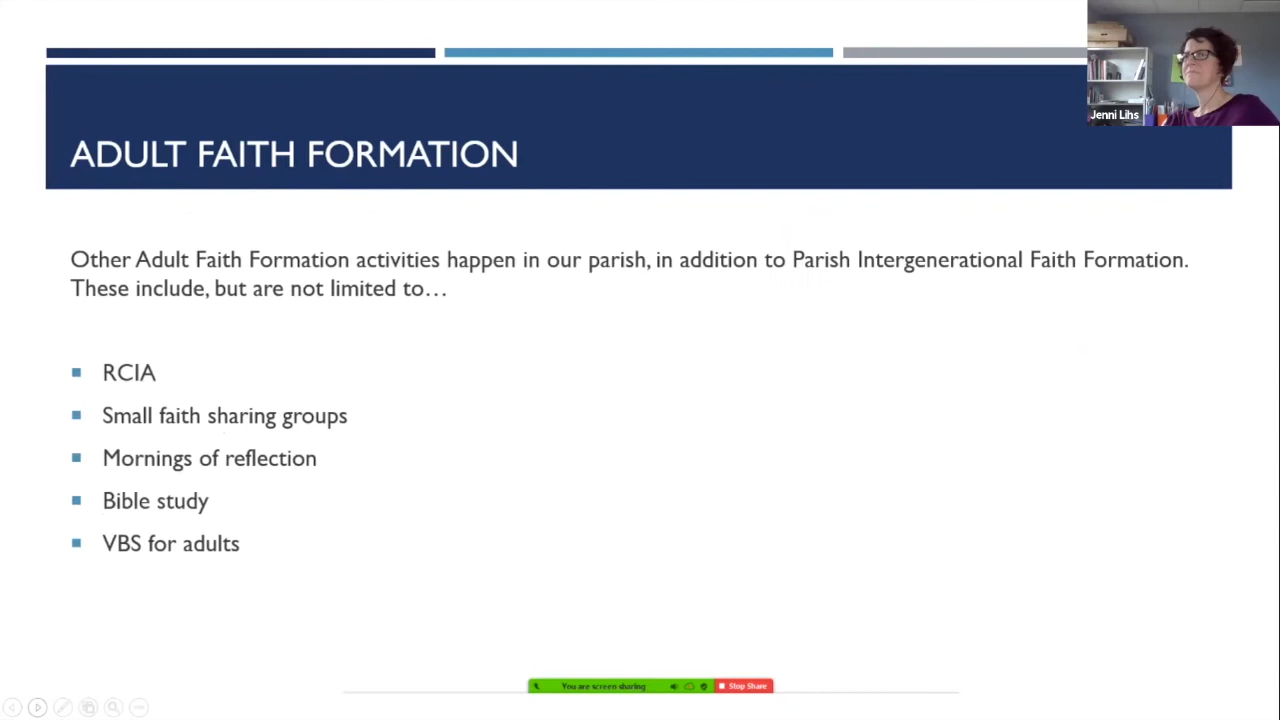 Jenni Lihs
ADULT FAITH FORMATION
Other Adult Faith Formation activities happen in our parish, in addition to Parish Intergenerational Faith Formation.
These include, but are not limited to…
RCIA
Small faith sharing groups
Mornings of reflection
Bible study
VBS for adults
You are screen sharing
Stop Share